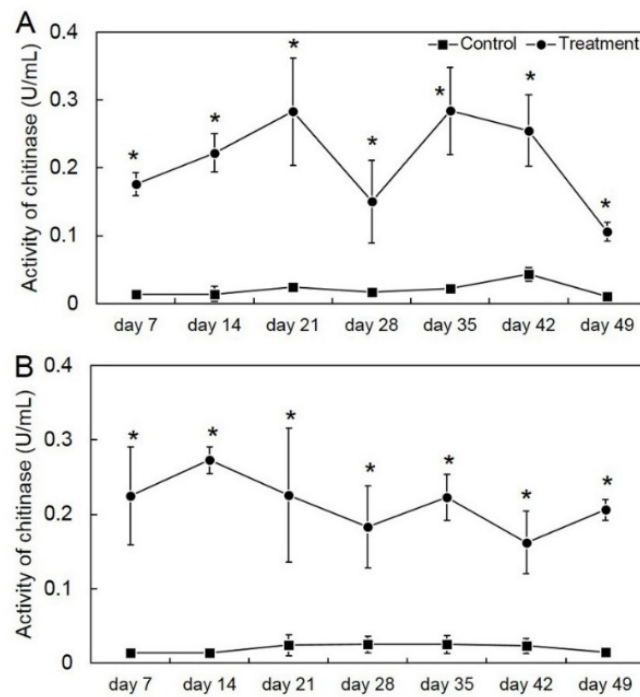 A
0.4
Control Treatment
0.3
0.2
0.1
0
Activity of chitinase (U/mL)
* * * * * * *
day 7 day 14 day 21 day 28 day 35 day 42 day 49
B
0.4
0.3
0.2
0.1
0
Activity of chitinase (U/mL)
* * * * * * *
day 7 day 14 day 21 day 28 day 35 day 42 day 49